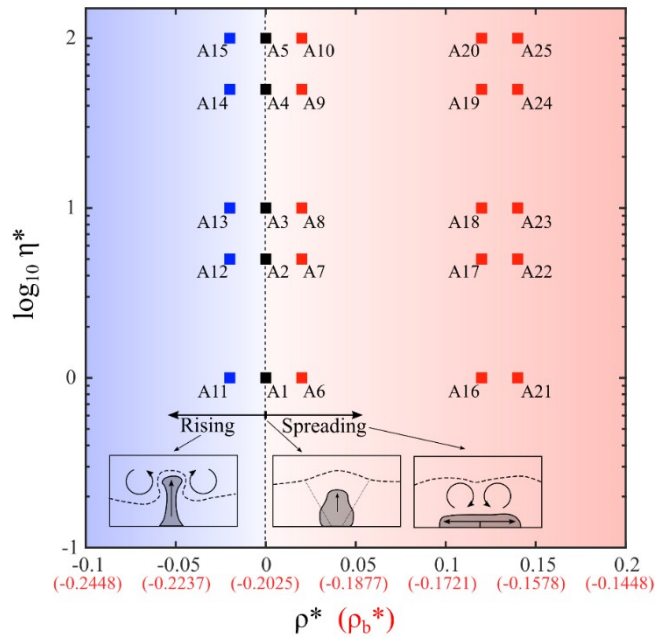 2
A15 A5 A10 A20 A25
A14 A4 A9 A19 A24
log₁₀ η*
1
A13 A3 A8 A18 A23
A12 A2 A7 A17 A22
0
A11 A1 A6 A16 A21
Rising Spreading
-1
-0.1 -0.05 0 0.05 0.1 0.15 0.2
(-0.2448) (-0.2237) (-0.2025) (-0.1877) (-0.1721) (-0.1578) (-0.1448)
ρ* (ρb*)